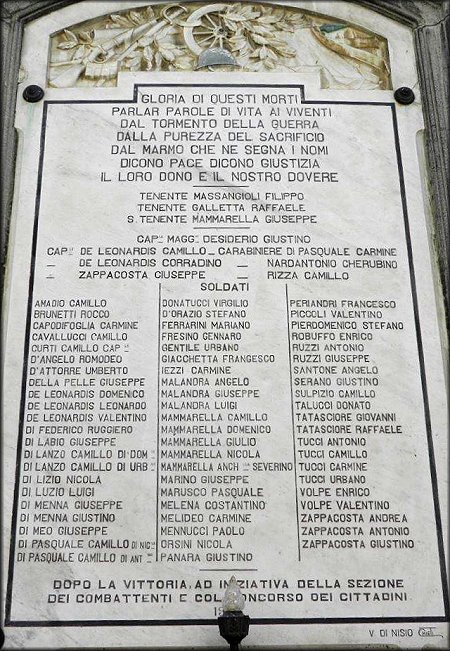 GLORIA DI QUESTI MORTI
PARLAR PAROLE DI VITA AI VIVENTI
DAL TORMENTO DELLA GUERRA
DALLA PUREZZA DEL SACRIFICIO
DAL MARMO CHE NE SEGNA I NOMI
DICONO PACE DICONO GIUSTIZIA
IL LORO DONO E IL NOSTRO DOVERE
TENENTE MASSANGIOLI FILIPPO
TENENTE GALLETTA RAFFAELE
S. TENENTE MAMMARELLA GIUSEPPE
CAP. MAGG. DESIDERIO GIUSTINO
CAP. DE LEONARDIS CAMILLO _ CARABINIERE DI PASQUALE CARMINE
_ DE LEONARDIS CORRADINO _ NARDANTONIO CHERUBINO
_ ZAPPACOSTA GIUSEPPE _ RIZZA CAMILLO
SOLDATI
AMADIO CAMILLO
BRUNETTI ROCCO
CAPODIFOGLIA CARMINE
CAVALLUCCI CAMILLO
CURTI CAMILLO CAP.
D'ANGELO ROMODEO
D'ATTORRE UMBERTO
DELLA PELLE GIUSEPPE
DE LEONARDIS DOMENICO
DE LEONARDIS LEONARDO
DE LEONARDIS VALENTINO
DI FEDERICO RUGGIERO
DI LABIO GIUSEPPE
DI LANZO CAMILLO DI DOM.
DI LANZO CAMILLO DI URB.
DI LIZIO NICOLA
DI LUZIO LUIGI
DI MENNA GIUSEPPE
DI MENNA GIUSTINO
DI MEO GIUSEPPE
DI PASQUALE CAMILLO DI NIC.
DI PASQUALE CAMILLO DI ANT.
DONATUCCI VIRGILIO
D'ORAZIO STEFANO
FERRARINI MARIANO
FRESINO GENNARO
GENTILE URBANO
GIACCHETTA FRANCESCO
IEZZI CARMINE
MALANDRA ANGELO
MALANDRA GIUSEPPE
MALANDRA LUIGI
MAMMARELLA CAMILLO
MAMMARELLA DOMENICO
MAMMARELLA GIULIO
MAMMARELLA NICOLA
MAMMARELLA ANCH SEVERINO
MARINO GIUSEPPE
MARUSCO PASQUALE
MELENA COSTANTINO
MELIDEO CARMINE
MENNUCCI PAOLO
ORSINI NICOLA
PANARA GIUSTINO
PERIANDRI FRANCESCO
PICCOLI VALENTINO
PIERDOMENICO STEFANO
ROBUFFO ENRICO
RUZZI ANTONIO
RUZZI GIUSEPPE
SANTONE ANGELO
SERANO GIUSTINO
SULPIZIO CAMILLO
TALUCCI DONATO
TATASCIORE GIOVANNI
TATASCIORE RAFFAELE
TUCCI ANTONIO
TUCCI CAMILLO
TUCCI CARMINE
TUCCI URBANO
VOLPE ENRICO
VOLPE VALENTINO
ZAPPACOSTA ANDREA
ZAPPACOSTA ANTONIO
ZAPPACOSTA GIUSTINO
DOPO LA VITTORIA, AD INIZIATIVA DELLA SEZIONE
DEI COMBATTENTI E COL CONCORSO DEI CITTADINI.
V. DI NISIO